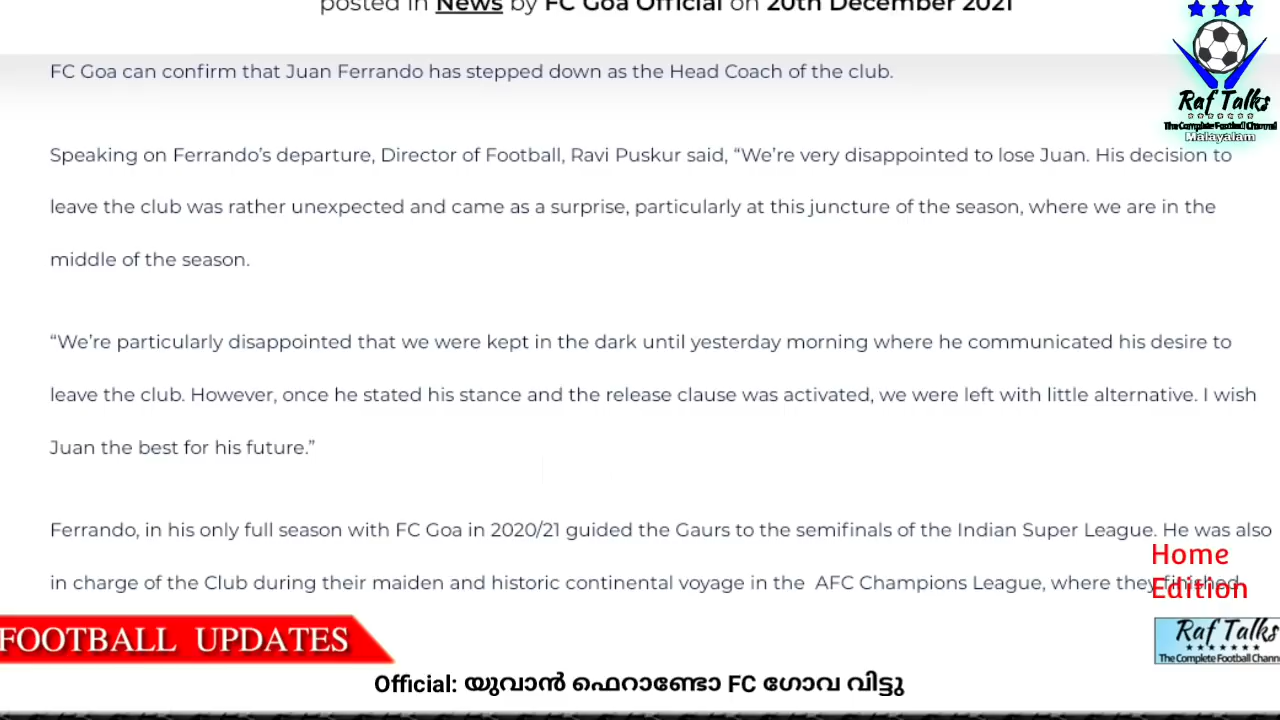 posted in News by FC Goa Official on 20th December 2021
FC Goa can confirm that Juan Ferrando has stepped down as the Head Coach of the club.
Raf Talks
The Complete Football Channel
Malayalam
Speaking on Ferrando’s departure, Director of Football, Ravi Puskur said, “We’re very disappointed to lose Juan. His decision to
leave the club was rather unexpected and came as a surprise, particularly at this juncture of the season, where we are in the
middle of the season.
“We’re particularly disappointed that we were kept in the dark until yesterday morning where he communicated his desire to
leave the club. However, once he stated his stance and the release clause was activated, we were left with little alternative. I wish
Juan the best for his future.”
Ferrando, in his only full season with FC Goa in 2020/21 guided the Gaurs to the semifinals of the Indian Super League. He was also
in charge of the Club during their maiden and historic continental voyage in the AFC Champions League, where they finished
Home
Edition
FOOTBALL UPDATES
Raf Talks
The Complete Football Chann
Official: യുവാൻ ഫെറാണ്ടോ FC ഗോവ വിട്ടു